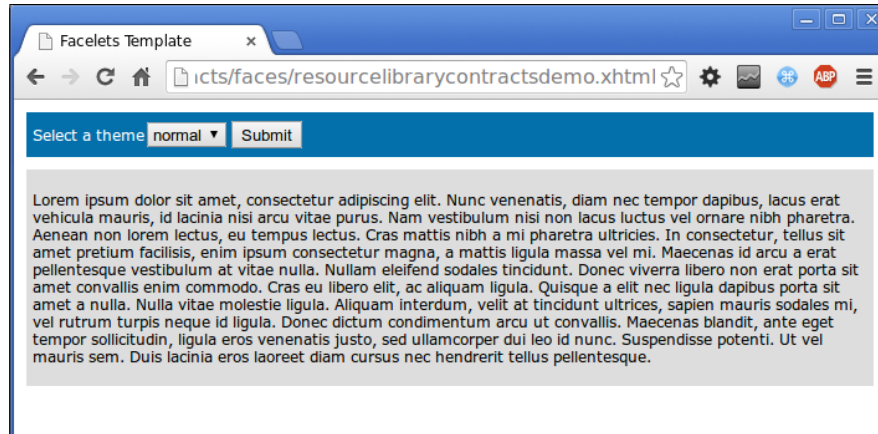 Facelets Template
ıcts/faces/resourcelibrarycontractsdemo.xhtml
ABP
Select a theme normal Submit
Lorem ipsum dolor sit amet, consectetur adipiscing elit. Nunc venenatis, diam nec tempor dapibus, lacus erat
vehicula mauris, id lacinia nisi arcu vitae purus. Nam vestibulum nisi non lacus luctus vel ornare nibh pharetra.
Aenean non lorem lectus, eu tempus lectus. Cras mattis nibh a mi pharetra ultricies. In consectetur, tellus sit
amet pretium facilisis, enim ipsum consectetur magna, a mattis ligula massa vel mi. Maecenas id arcu a erat
pellentesque vestibulum at vitae nulla. Nullam eleifend sodales tincidunt. Donec viverra libero non erat porta sit
amet convallis enim commodo. Cras eu libero elit, ac aliquam ligula. Quisque a elit nec ligula dapibus porta sit
amet a nulla. Nulla vitae molestie ligula. Aliquam interdum, velit at tincidunt ultrices, sapien mauris sodales mi,
vel rutrum turpis neque id ligula. Donec dictum condimentum arcu ut convallis. Maecenas blandit, ante eget
tempor sollicitudin, ligula eros venenatis justo, sed ullamcorper dui leo id nunc. Suspendisse potenti. Ut vel
mauris sem. Duis lacinia eros laoreet diam cursus nec hendrerit tellus pellentesque.